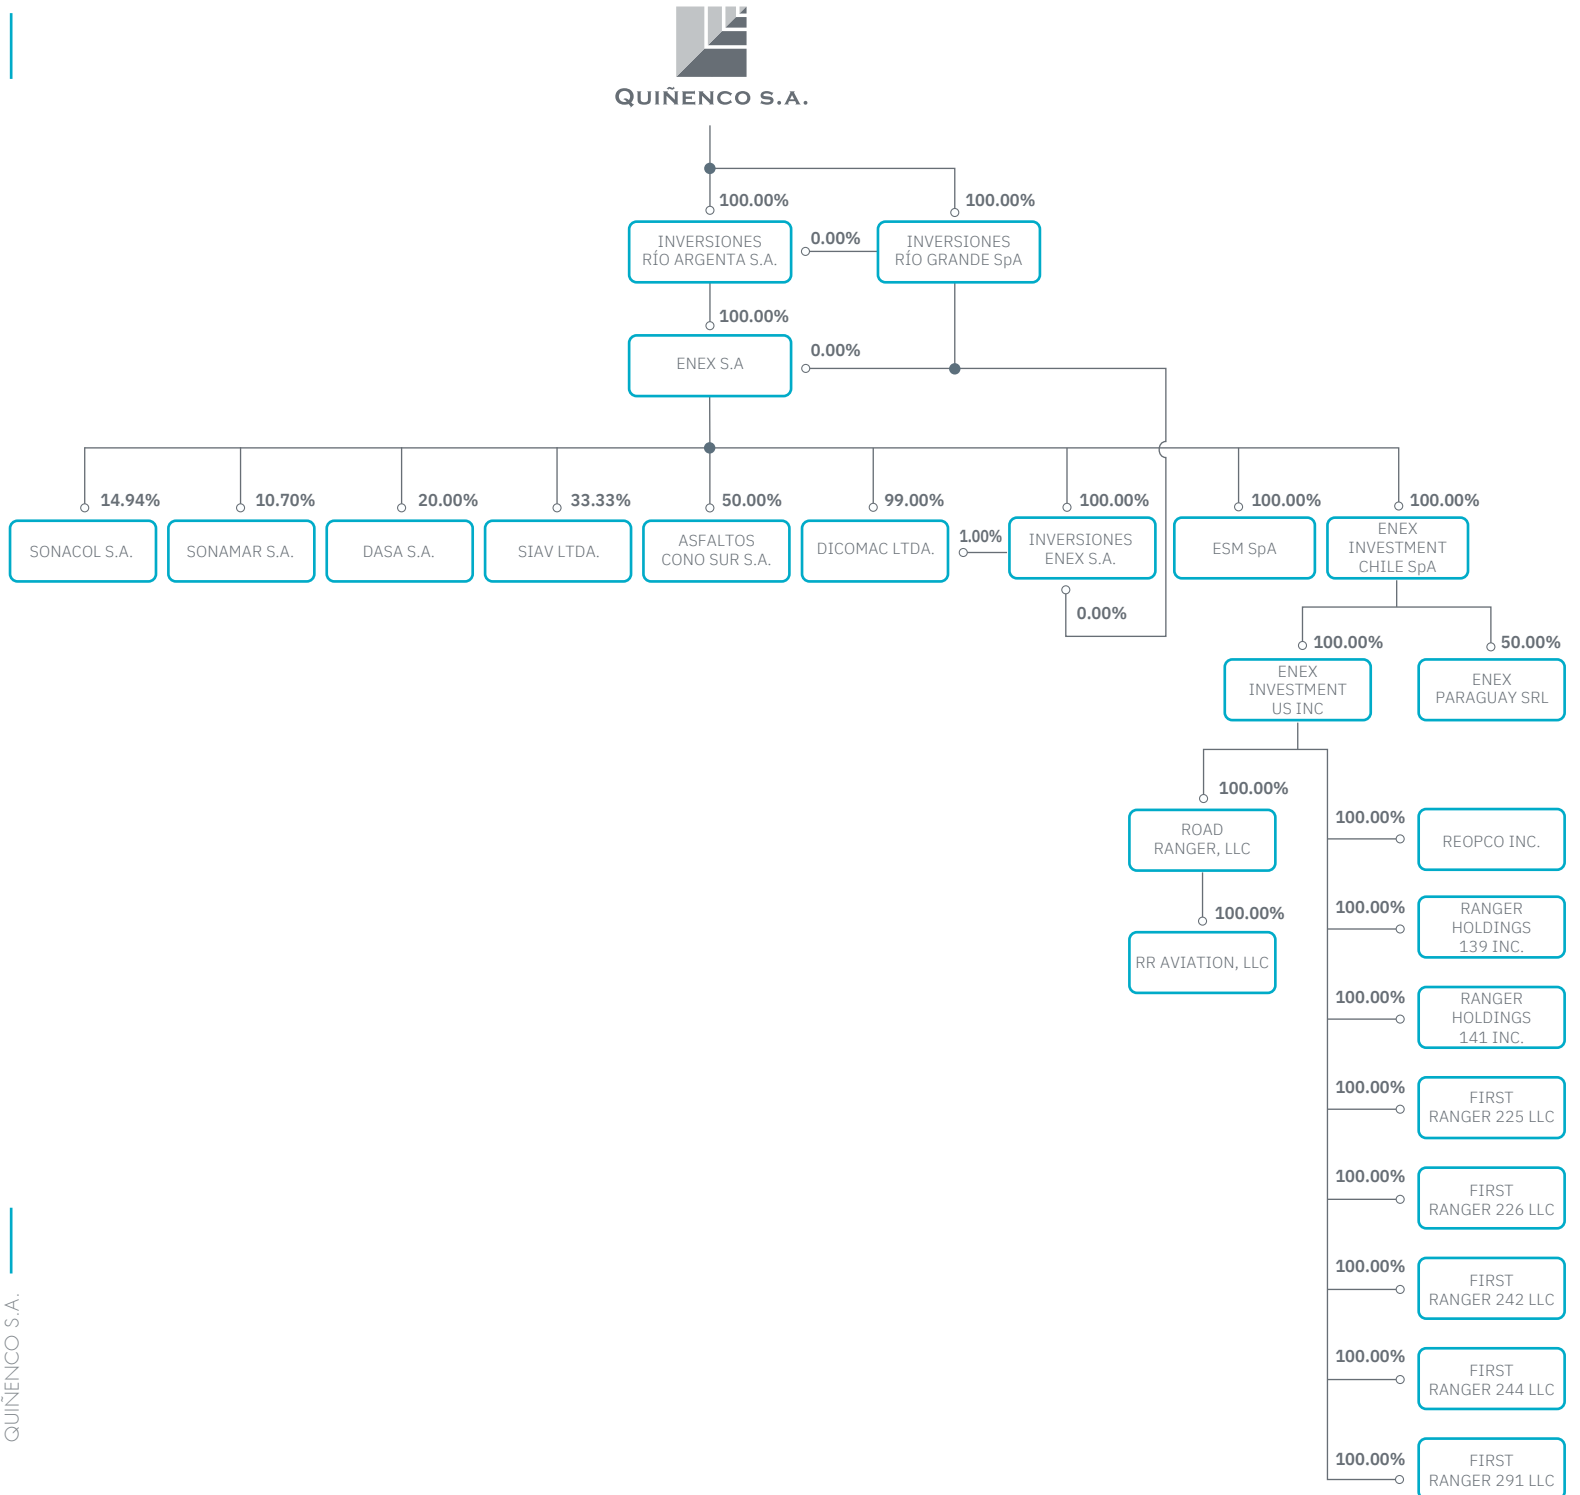 QUIÑENCO S.A.
100.00%
100.00%
INVERSIONES
RÍO ARGENTA S.A.
0.00%
INVERSIONES
RÍO GRANDE SpA
100.00%
ENEX S.A
0.00%
14.94%
10.70%
20.00%
33.33%
50.00%
99.00%
100.00%
100.00%
100.00%
SONACOL S.A.
SONAMAR S.A.
DASA S.A.
SIAV LTDA.
ASFALTOS
CONO SUR S.A.
DICOMAC LTDA.
1.00%
INVERSIONES
ENEX S.A.
ESM SpA
ENEX
INVESTMENT
CHILE SpA
0.00%
100.00%
50.00%
ENEX
INVESTMENT
US INC
ENEX
PARAGUAY SRL
100.00%
ROAD
RANGER, LLC
100.00%
RR AVIATION, LLC
100.00%
REOPCO INC.
100.00%
RANGER
HOLDINGS
139 INC.
100.00%
RANGER
HOLDINGS
141 INC.
100.00%
FIRST
RANGER 225 LLC
100.00%
FIRST
RANGER 226 LLC
100.00%
FIRST
RANGER 242 LLC
100.00%
FIRST
RANGER 244 LLC
100.00%
FIRST
RANGER 291 LLC
QUIÑENCO S.A.